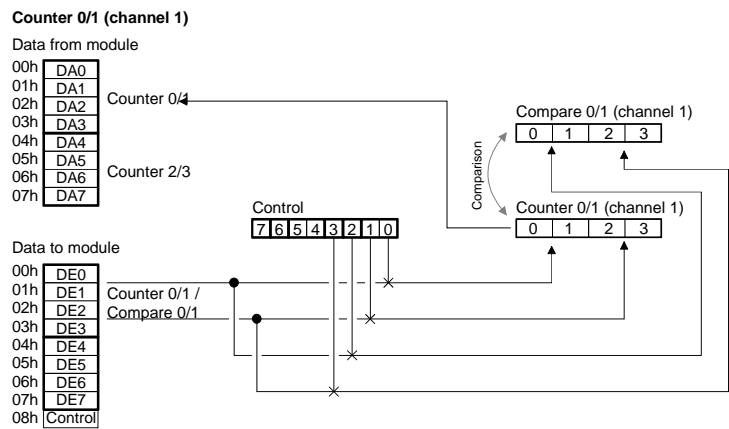 Counter 0/1 (channel 1)
Data from module
00h DA0
01h DA1
02h DA2
03h DA3
04h DA4
05h DA5
06h DA6
07h DA7
Counter 0/1
Counter 2/3
Compare 0/1 (channel 1)
0 1 2 3
Comparison
Counter 0/1 (channel 1)
0 1 2 3
Control
7 6 5 4 3 2 1 0
Data to module
00h DE0
01h DE1
02h DE2
03h DE3
04h DE4
05h DE5
06h DE6
07h DE7
08h Control
Counter 0/1 /
Compare 0/1